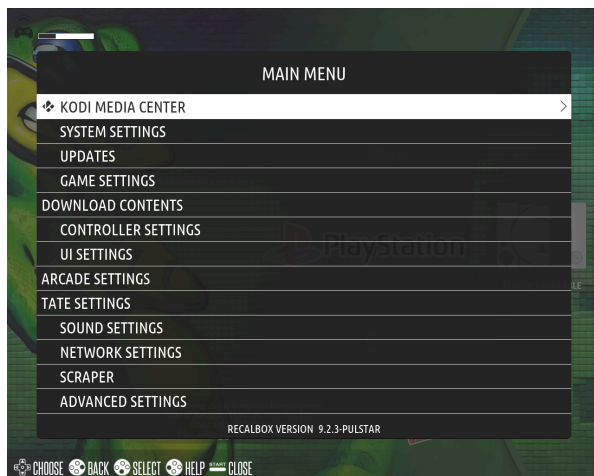 MAIN MENU
KODI MEDIA CENTER
SYSTEM SETTINGS
UPDATES
GAME SETTINGS
DOWNLOAD CONTENTS
CONTROLLER SETTINGS
PlayStation
UI SETTINGS
ARCADE SETTINGS
TATE SETTINGS
SOUND SETTINGS
NETWORK SETTINGS
SCRAPER
ADVANCED SETTINGS
RECALBOX VERSION 9.2.3-PULSTAR
CHOOSE BACK SELECT HELP START CLOSE